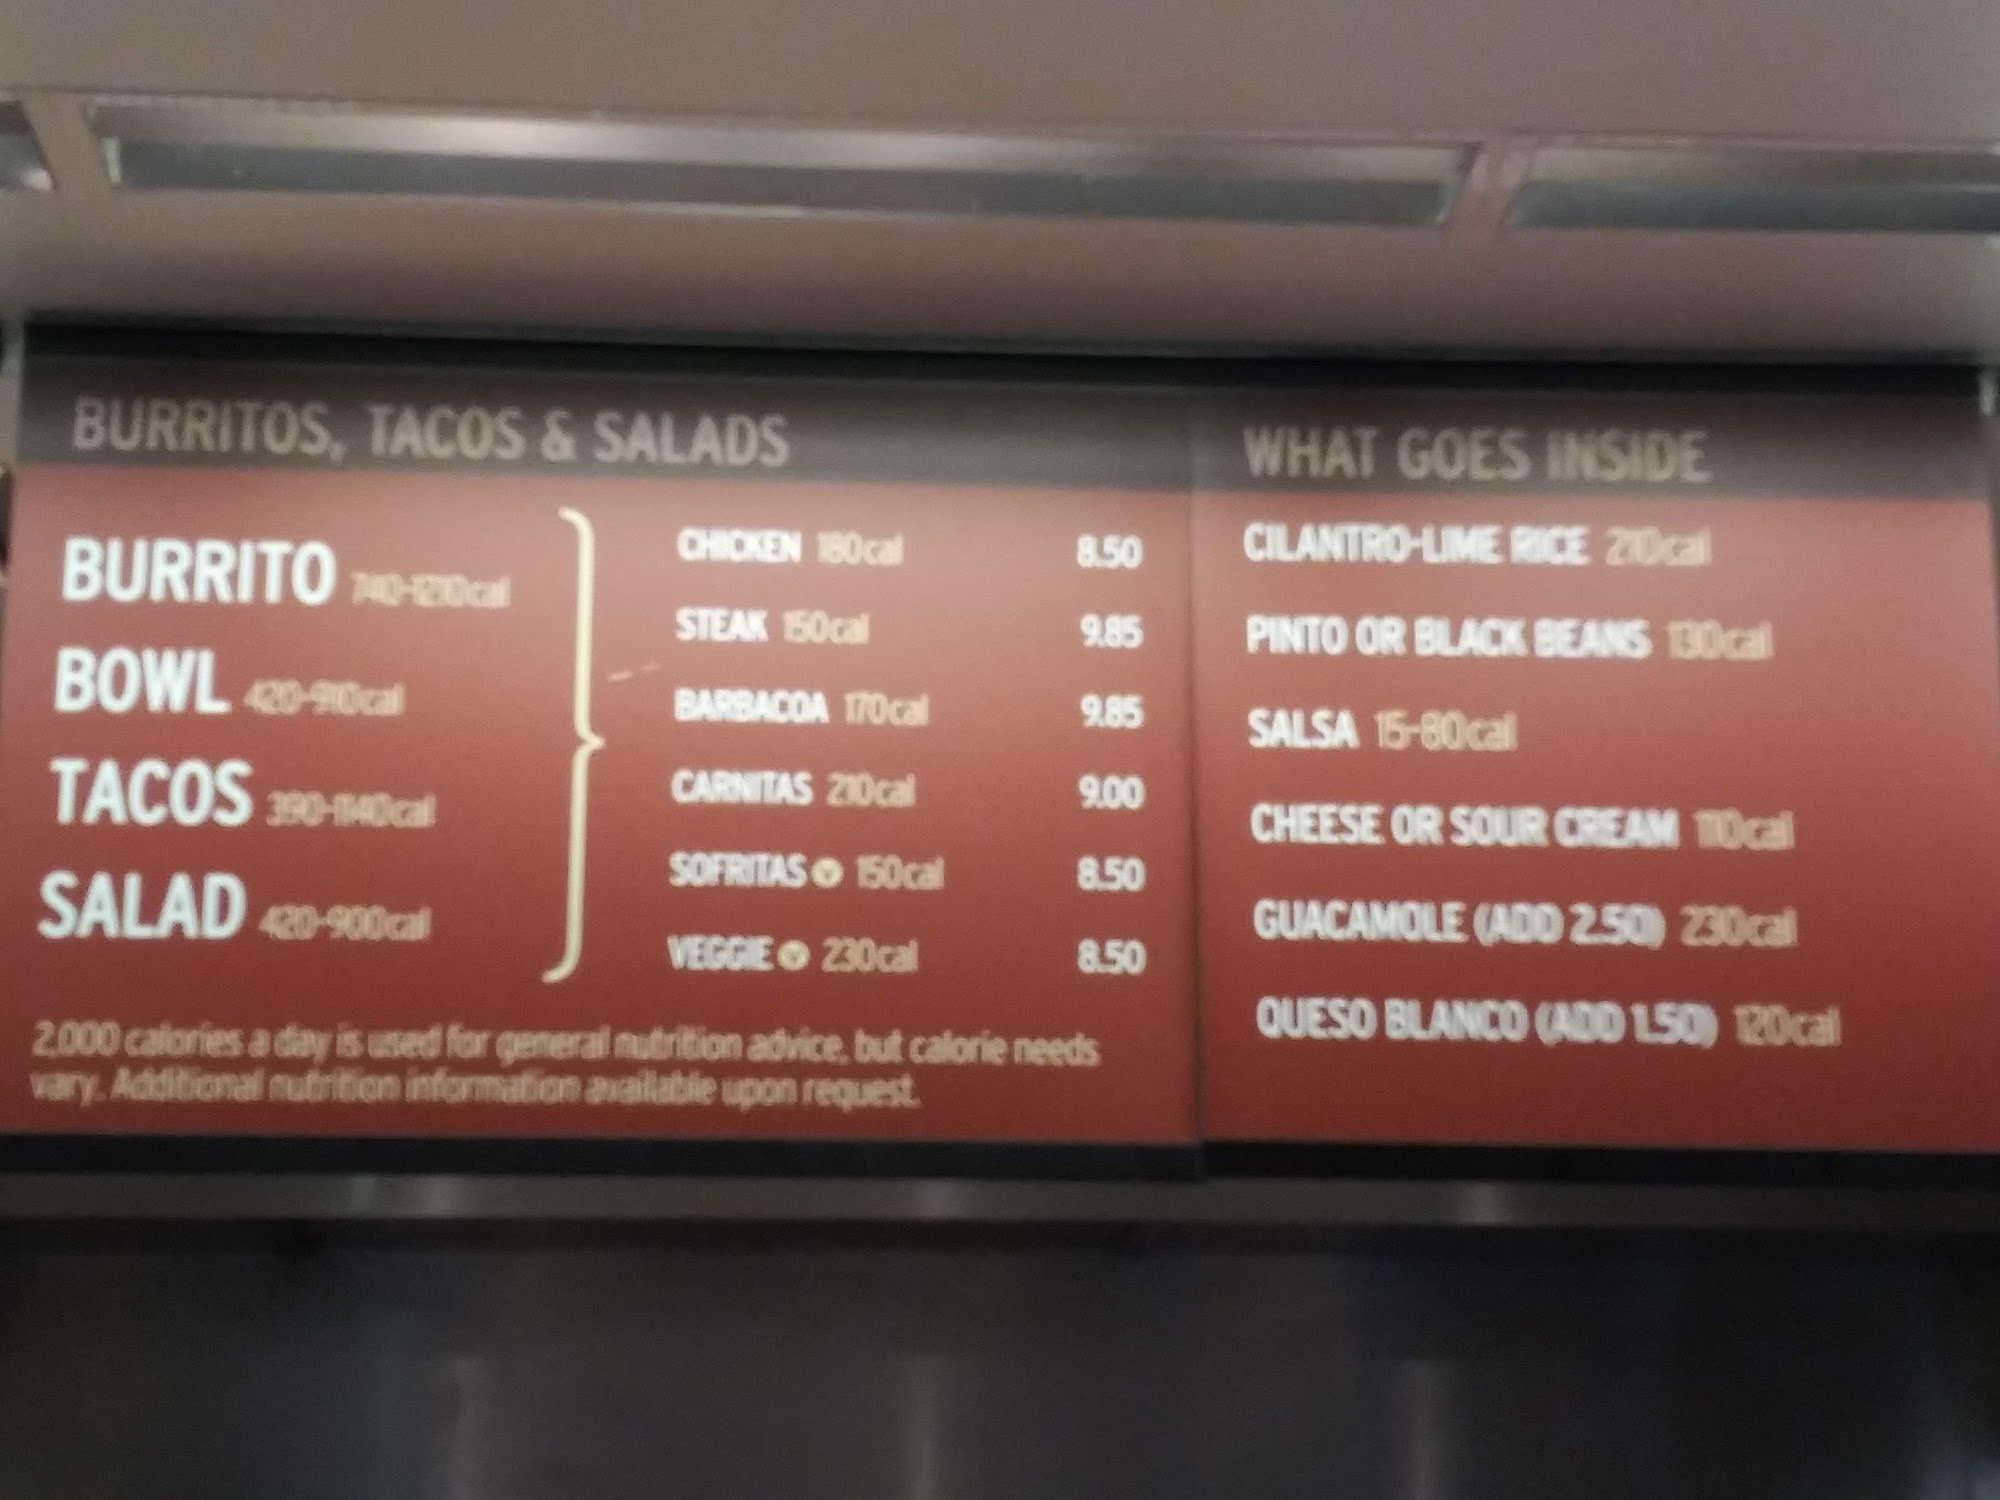 BURRITOS, TACOS & SALADS
BURRITO 740-1210cal
BOWL 420-910cal
TACOS 390-1140cal
SALAD 420-900cal
CHICKEN 180cal 8.50
STEAK 150cal 9.85
BARBACOA 170cal 9.85
CARNITAS 210cal 9.00
SOFRITAS V 150cal 8.50
VEGGIE V 230cal 8.50
2,000 calories a day is used for general nutrition advice, but calorie needs
vary. Additional nutrition information available upon request.
WHAT GOES INSIDE
CILANTRO-LIME RICE 210cal
PINTO OR BLACK BEANS 130cal
SALSA 15-80cal
CHEESE OR SOUR CREAM 110cal
GUACAMOLE (ADD 2.50) 230cal
QUESO BLANCO (ADD 1.50) 120cal